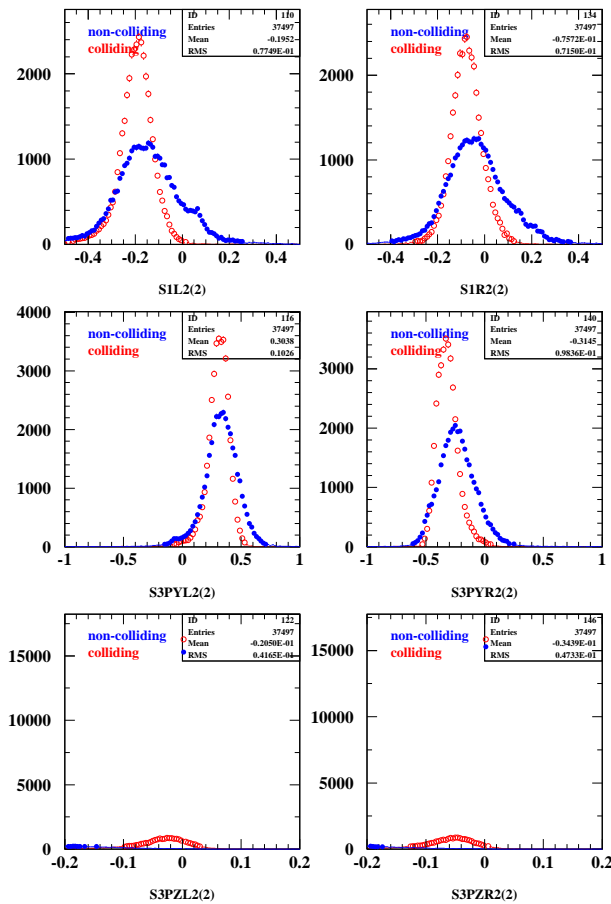 ID 110
Entries 37497
Mean -0.1952
RMS 0.7749E-01
non-colliding
colliding
2000
1000
0
-0.4 -0.2 0 0.2 0.4
S1L2(2)
ID 134
Entries 37497
Mean -0.7572E-01
RMS 0.7150E-01
non-colliding
colliding
2000
1000
0
-0.4 -0.2 0 0.2 0.4
S1R2(2)
ID 116
Entries 37497
Mean 0.3038
RMS 0.1026
non-colliding
colliding
4000
3000
2000
1000
0
-1 -0.5 0 0.5 1
S3PYL2(2)
ID 140
Entries 37497
Mean -0.3145
RMS 0.9836E-01
non-colliding
colliding
3000
2000
1000
0
-1 -0.5 0 0.5 1
S3PYR2(2)
ID 122
Entries 37497
Mean -0.2050E-01
RMS 0.4165E-01
non-colliding
colliding
15000
10000
5000
0
-0.2 -0.1 0 0.1 0.2
S3PZL2(2)
ID 146
Entries 37497
Mean -0.3439E-01
RMS 0.4733E-01
non-colliding
colliding
15000
10000
5000
0
-0.2 -0.1 0 0.1 0.2
S3PZR2(2)